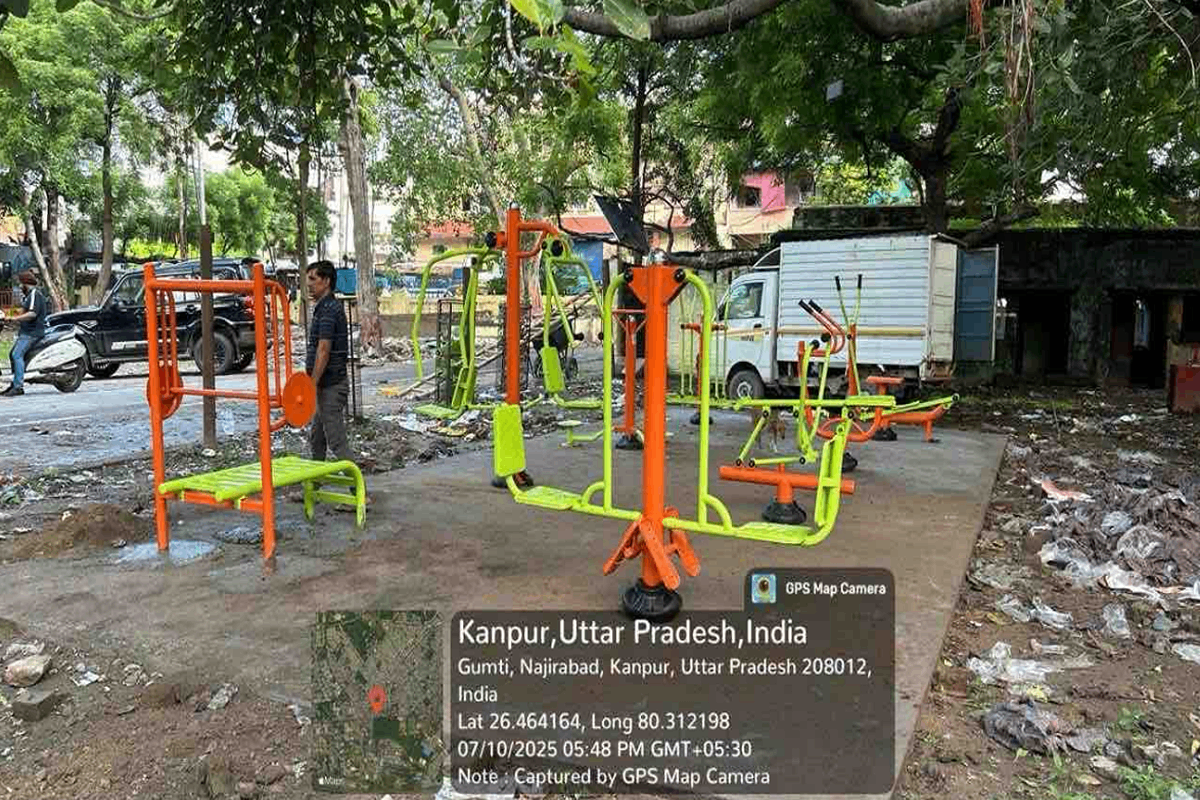 GPS Map Camera
Kanpur,Uttar Pradesh,India
Gumti, Najirabad, Kanpur, Uttar Pradesh 208012,
India
Lat 26.464164, Long 80.312198
07/10/2025 05:48 PM GMT+05:30
Note : Captured by GPS Map Camera